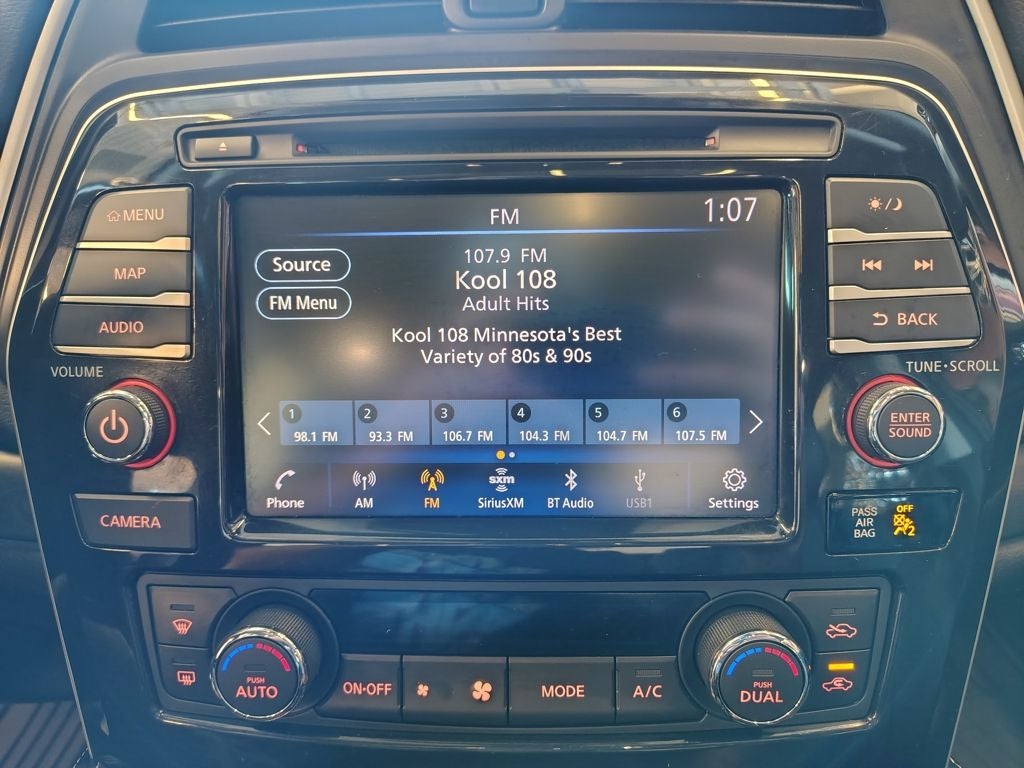 FM
1:07
MENU
MAP
AUDIO
VOLUME
CAMERA
Source
FM Menu
107.9 FM
Kool 108
Adult Hits
Kool 108 Minnesota's Best
Variety of 80s & 90s
1 2 3 4 5 6
98.1 FM 93.3 FM 106.7 FM 104.3 FM 104.7 FM 107.5 FM
sxm
Phone AM FM SiriusXM BT Audio USB1 Settings
BACK
TUNE•SCROLL
ENTER
SOUND
PASS
AIR
BAG
OFF
2
PUSH
AUTO
ON•OFF
MODE
A/C
PUSH
DUAL